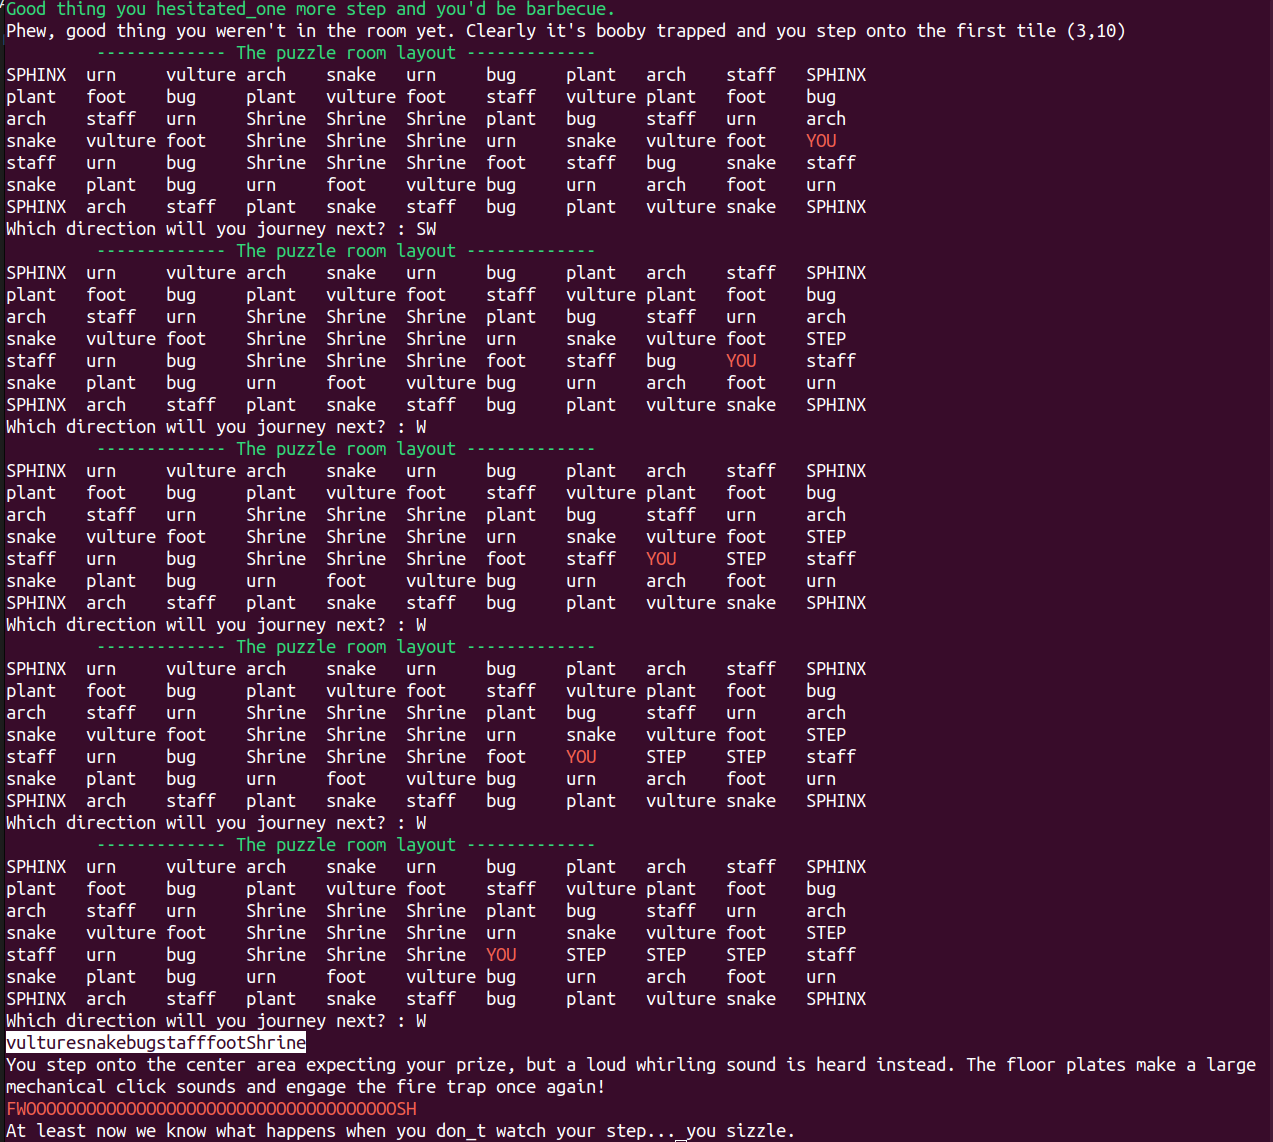 Good thing you hesitated_one more step and you'd be barbecue.
Phew, good thing you weren't in the room yet. Clearly it's booby trapped and you step onto the first tile (3,10)
------------- The puzzle room layout -------------
SPHINX urn vulture arch snake urn bug plant arch staff SPHINX
plant foot bug plant vulture foot staff vulture plant foot bug
arch staff urn Shrine Shrine Shrine plant bug staff urn arch
snake vulture foot Shrine Shrine Shrine urn snake vulture foot YOU
staff urn bug Shrine Shrine Shrine foot staff bug snake staff
snake plant bug urn foot vulture bug urn arch foot urn
SPHINX arch staff plant snake staff bug plant vulture snake SPHINX
Which direction will you journey next? : SW
------------- The puzzle room layout -------------
SPHINX urn vulture arch snake urn bug plant arch staff SPHINX
plant foot bug plant vulture foot staff vulture plant foot bug
arch staff urn Shrine Shrine Shrine plant bug staff urn arch
snake vulture foot Shrine Shrine Shrine urn snake vulture foot STEP
staff urn bug Shrine Shrine Shrine foot staff bug YOU staff
snake plant bug urn foot vulture bug urn arch foot urn
SPHINX arch staff plant snake staff bug plant vulture snake SPHINX
Which direction will you journey next? : W
------------- The puzzle room layout -------------
SPHINX urn vulture arch snake urn bug plant arch staff SPHINX
plant foot bug plant vulture foot staff vulture plant foot bug
arch staff urn Shrine Shrine Shrine plant bug staff urn arch
snake vulture foot Shrine Shrine Shrine urn snake vulture foot STEP
staff urn bug Shrine Shrine Shrine foot staff YOU STEP staff
snake plant bug urn foot vulture bug urn arch foot urn
SPHINX arch staff plant snake staff bug plant vulture snake SPHINX
Which direction will you journey next? : W
------------- The puzzle room layout -------------
SPHINX urn vulture arch snake urn bug plant arch staff SPHINX
plant foot bug plant vulture foot staff vulture plant foot bug
arch staff urn Shrine Shrine Shrine plant bug staff urn arch
snake vulture foot Shrine Shrine Shrine urn snake vulture foot STEP
staff urn bug Shrine Shrine Shrine foot YOU STEP STEP staff
snake plant bug urn foot vulture bug urn arch foot urn
SPHINX arch staff plant snake staff bug plant vulture snake SPHINX
Which direction will you journey next? : W
------------- The puzzle room layout -------------
SPHINX urn vulture arch snake urn bug plant arch staff SPHINX
plant foot bug plant vulture foot staff vulture plant foot bug
arch staff urn Shrine Shrine Shrine plant bug staff urn arch
snake vulture foot Shrine Shrine Shrine urn snake vulture foot STEP
staff urn bug Shrine Shrine Shrine YOU STEP STEP STEP staff
snake plant bug urn foot vulture bug urn arch foot urn
SPHINX arch staff plant snake staff bug plant vulture snake SPHINX
Which direction will you journey next? : W
vulturesnakebugstafffootShrine
You step onto the center area expecting your prize, but a loud whirling sound is heard instead. The floor plates make a large
mechanical click sounds and engage the fire trap once again!
FWOOOOOOOOOOOOOOOOOOOOOOOOOOOOOOOOOOOOOSH
At least now we know what happens when you don_t watch your step..._you sizzle.